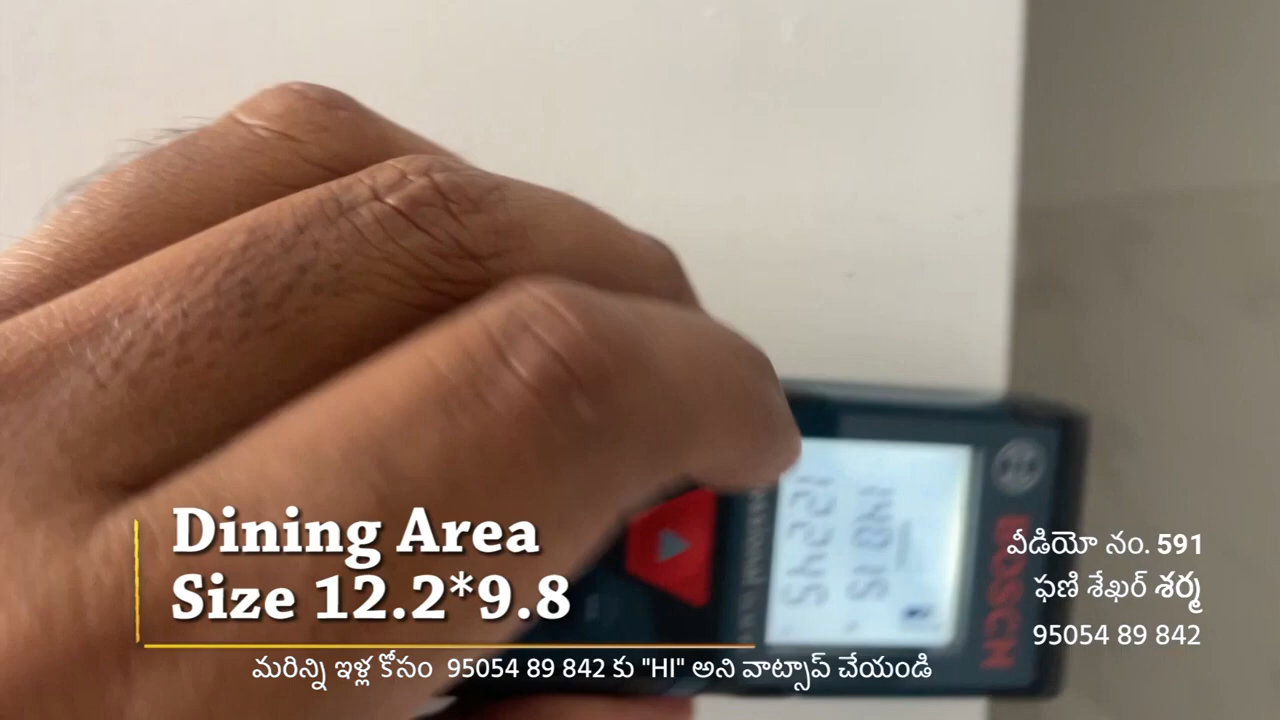 Dining Area
Size 12.2*9.8
వీడియో నం. 591
ఫణి శేఖర్ శర్మ
95054 89 842
మరిన్ని ఇళ్ల కోసం 95054 89 842 కు "HI" అని వాట్సాప్ చేయండి
BOSCH